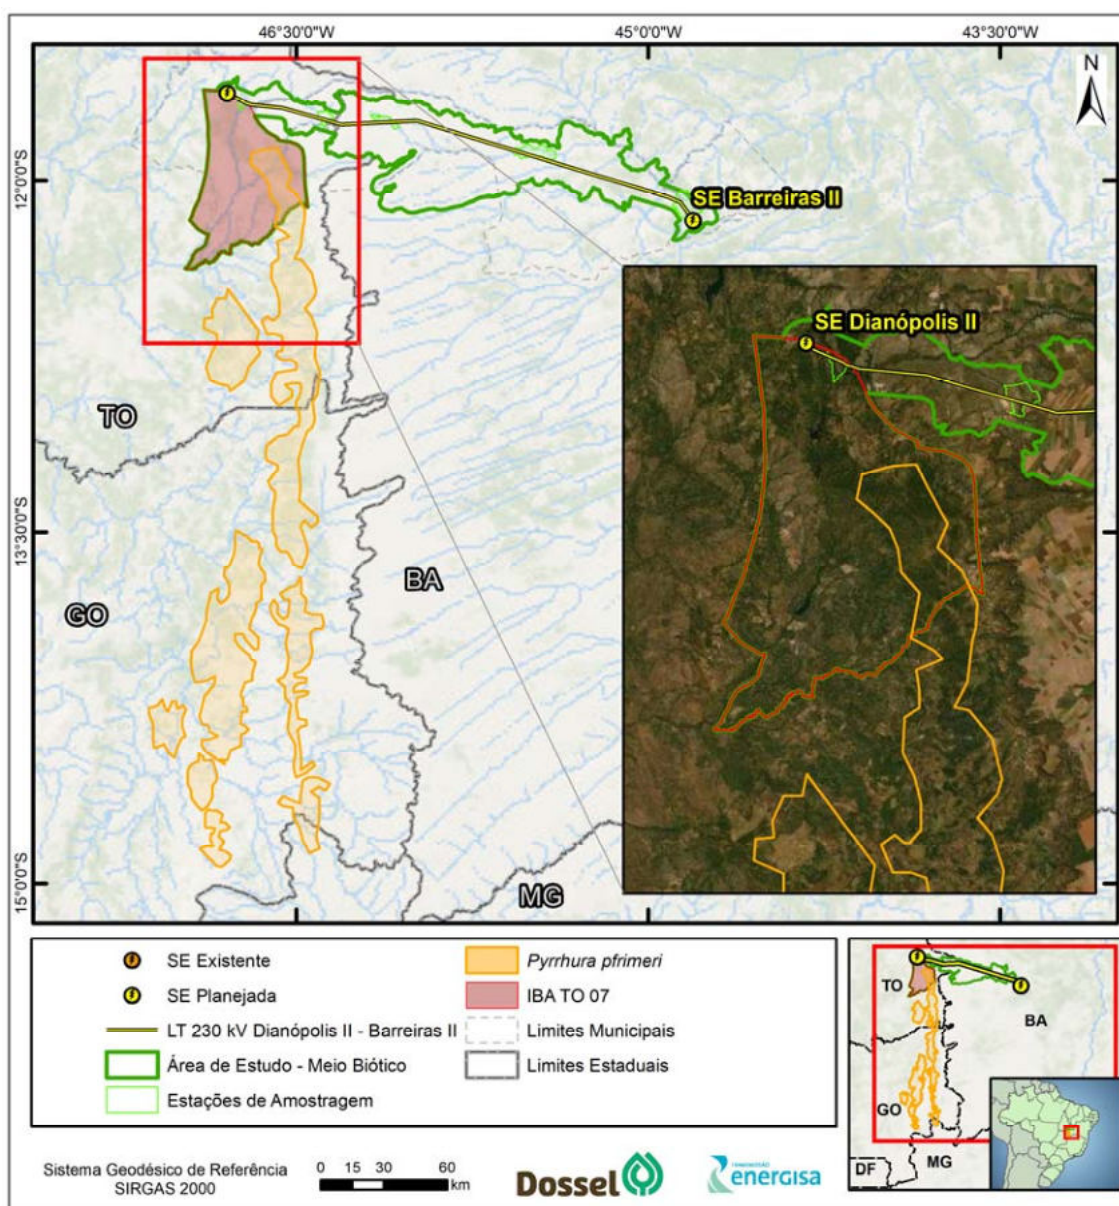 46°30'0"W
45°0'0"W
43°30'0"W
N
12°0'0"S
SE Barreiras II
SE Dianópolis II
TO
13°30'0"S
BA
GO
15°0'0"S
MG
SE Existente
SE Planejada
LT 230 kV Dianópolis II - Barreiras II
Área de Estudo - Meio Biótico
Estações de Amostragem
Pyrrhura pfrimeri
IBA TO 07
Limites Municipais
Limites Estaduais
TO
BA
GO
MG
DF
Sistema Geodésico de Referência
SIRGAS 2000
0 15 30 60
km
Dossel
energisa